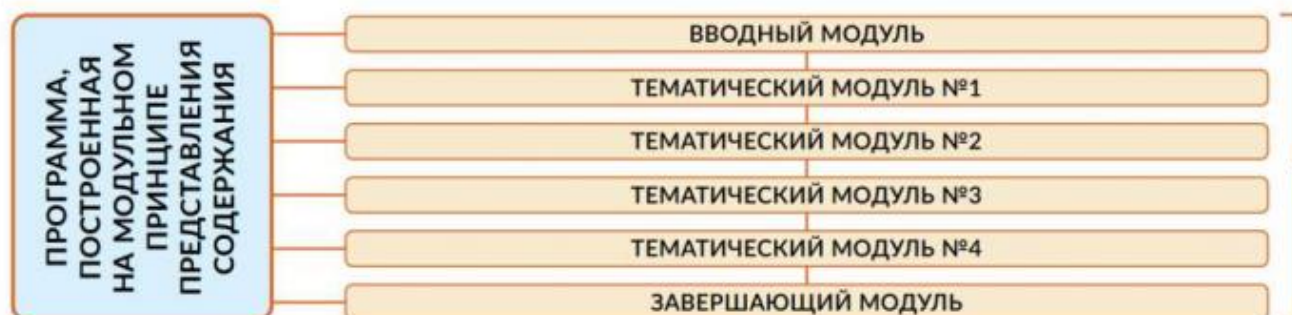 ПРОГРАММА,
ПОСТРОЕННАЯ
НА МОДУЛЬНОМ
ПРИНЦИПЕ
ПРЕДСТАВЛЕНИЯ
СОДЕРЖАНИЯ
ВВОДНЫЙ МОДУЛЬ
ТЕМАТИЧЕСКИЙ МОДУЛЬ №1
ТЕМАТИЧЕСКИЙ МОДУЛЬ №2
ТЕМАТИЧЕСКИЙ МОДУЛЬ №3
ТЕМАТИЧЕСКИЙ МОДУЛЬ №4
ЗАВЕРШАЮЩИЙ МОДУЛЬ